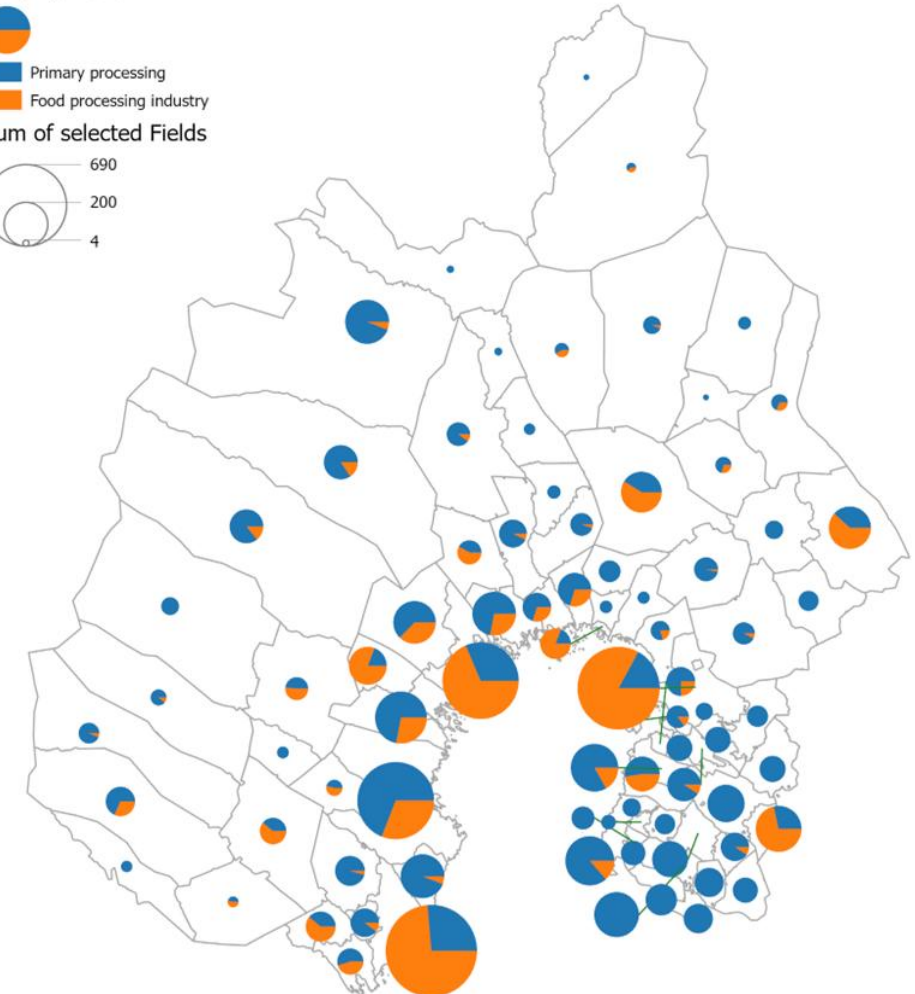 Primary processing
Food processing industry
um of selected Fields
690
200
4